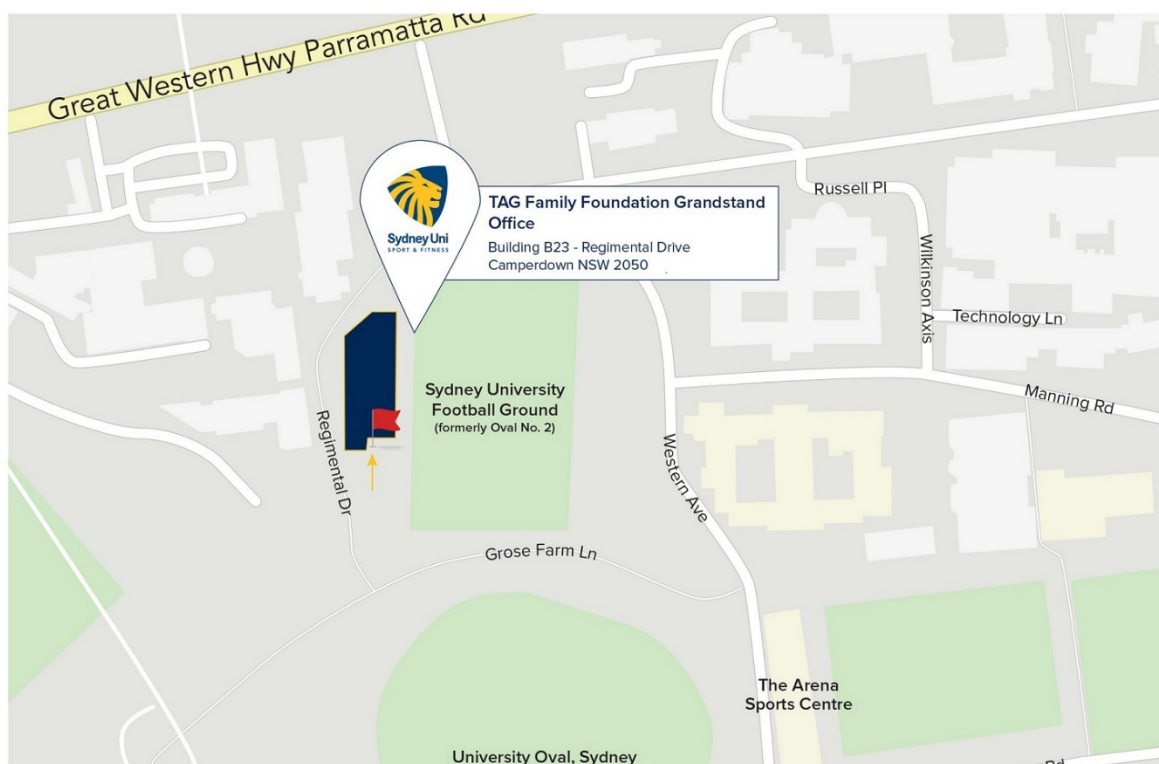 Great Western Hwy Parramatta Rd
Sydney Uni
SPORT & FITNESS
TAG Family Foundation Grandstand
Office
Building B23 - Regimental Drive
Camperdown NSW 2050
Russell Pl
Wilkinson Axis
Technology Ln
Manning Rd
Sydney University
Football Ground
(formerly Oval No. 2)
Regimental Dr
Western Ave
Grose Farm Ln
The Arena
Sports Centre
University Oval, Sydney
Rd